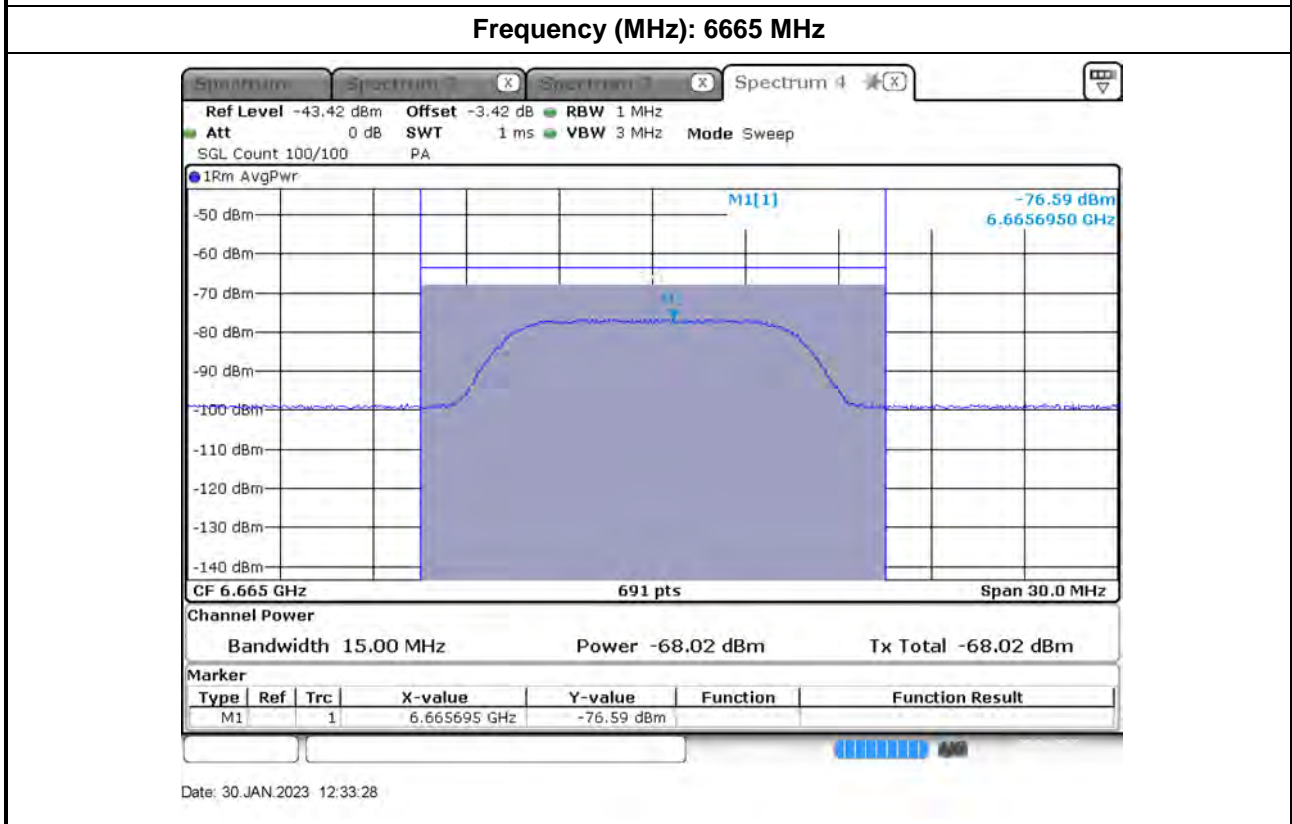 Frequency (MHz): 6665 MHz
Spectrum Spectrum 2 X Spectrum 3 X Spectrum 4 X
Ref Level -43.42 dBm Offset -3.42 dB RBW 1 MHz
Att 0 dB SWT 1 ms VBW 3 MHz Mode Sweep
SGL Count 100/100 PA
1Rm AvgPwr
M1[1] -76.59 dBm
6.6656950 GHz
-50 dBm
-60 dBm
-70 dBm
M1
-80 dBm
-90 dBm
-100 dBm
-110 dBm
-120 dBm
-130 dBm
-140 dBm
CF 6.665 GHz 691 pts Span 30.0 MHz
Channel Power
Bandwidth 15.00 MHz Power -68.02 dBm Tx Total -68.02 dBm
Marker
Type Ref Trc X-value Y-value Function Function Result
M1 1 6.665695 GHz -76.59 dBm
Date: 30.JAN.2023 12:33:28